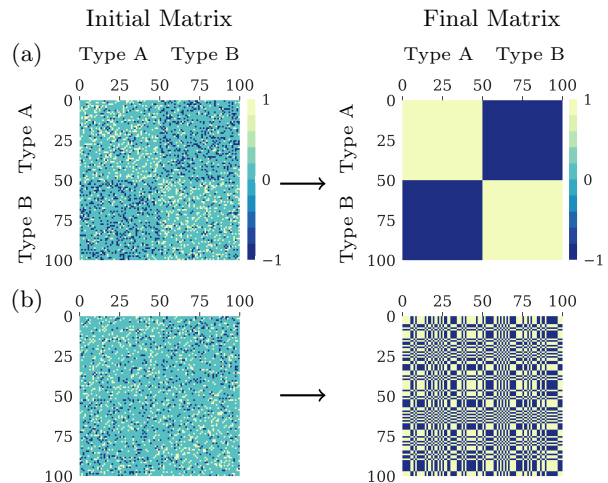 Initial Matrix Final Matrix
(a) Type A Type B Type A Type B
0 25 50 75 100 0 25 50 75 100
0 1 0 1
Type A Type A
25 25
50 0 50 0
Type B Type B
75 75
100 −1 100 −1
(b)
0 25 50 75 100 0 25 50 75 100
0 0
25 25
50 50
75 75
100 100